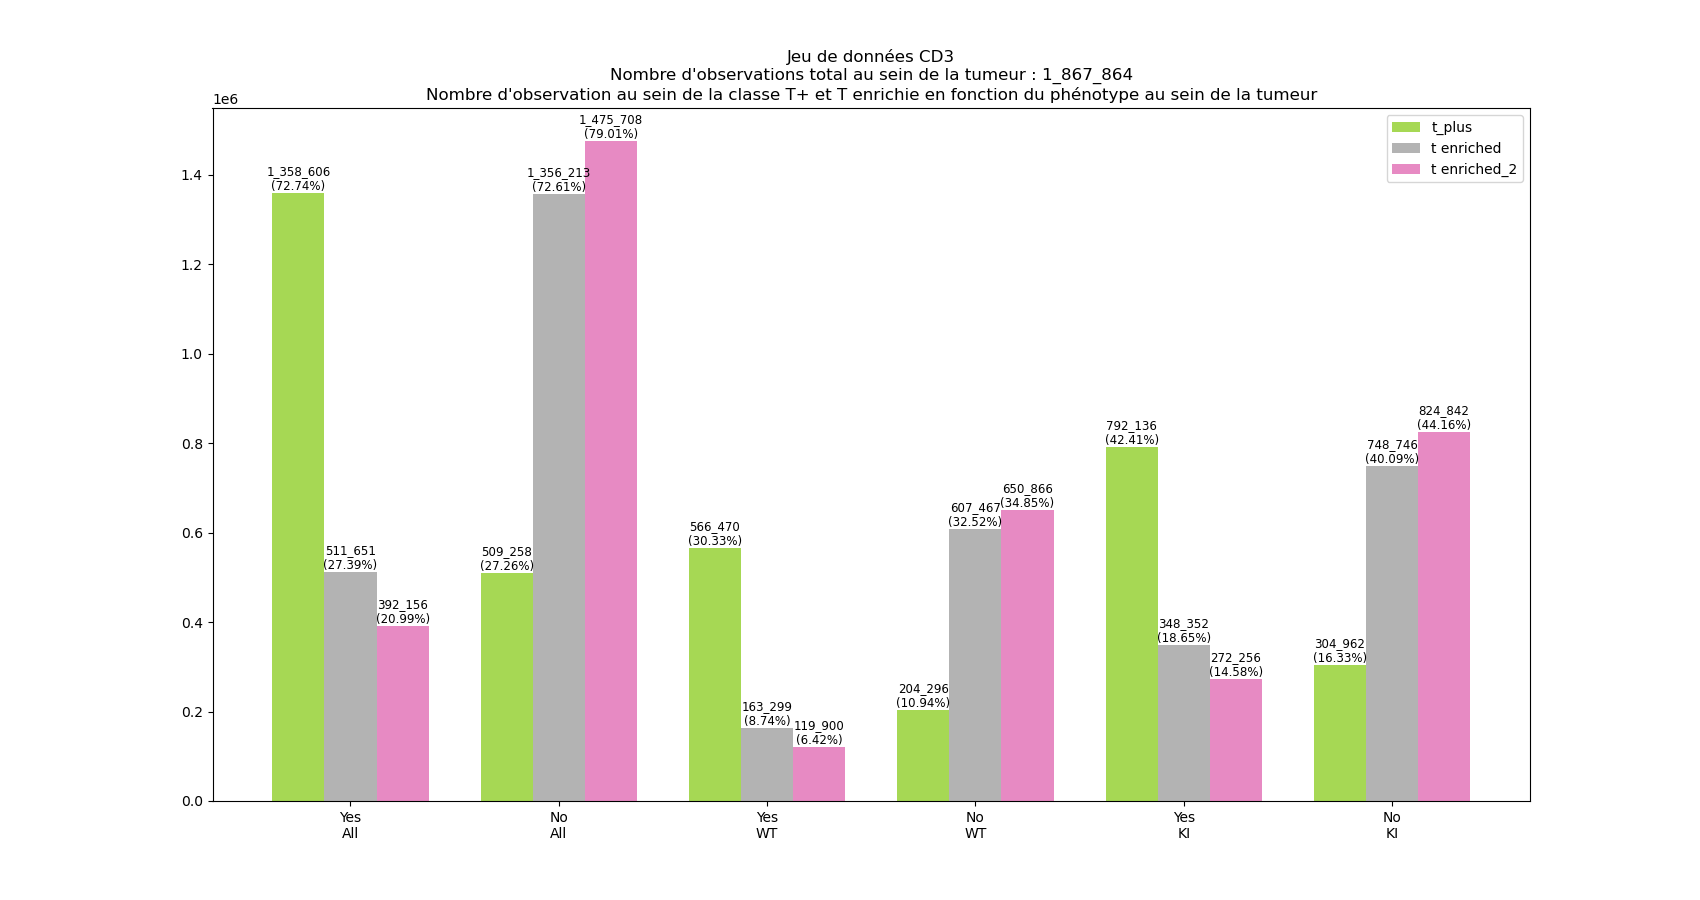 Jeu de données CD3
Nombre d'observations total au sein de la tumeur : 1_867_864
Nombre d'observation au sein de la classe T+ et T enrichie en fonction du phénotype au sein de la tumeur
1e6
t_plus
t enriched
t enriched_2
1.4
1.2
1.0
0.8
0.6
0.4
0.2
0.0
1_358_606
(72.74%)
511_651
(27.39%)
392_156
(20.99%)
509_258
(27.26%)
1_356_213
(72.61%)
1_475_708
(79.01%)
566_470
(30.33%)
163_299
(8.74%)
119_900
(6.42%)
204_296
(10.94%)
607_467
(32.52%)
650_866
(34.85%)
792_136
(42.41%)
348_352
(18.65%)
272_256
(14.58%)
304_962
(16.33%)
748_746
(40.09%)
824_842
(44.16%)
Yes
All
No
All
Yes
WT
No
WT
Yes
KI
No
KI